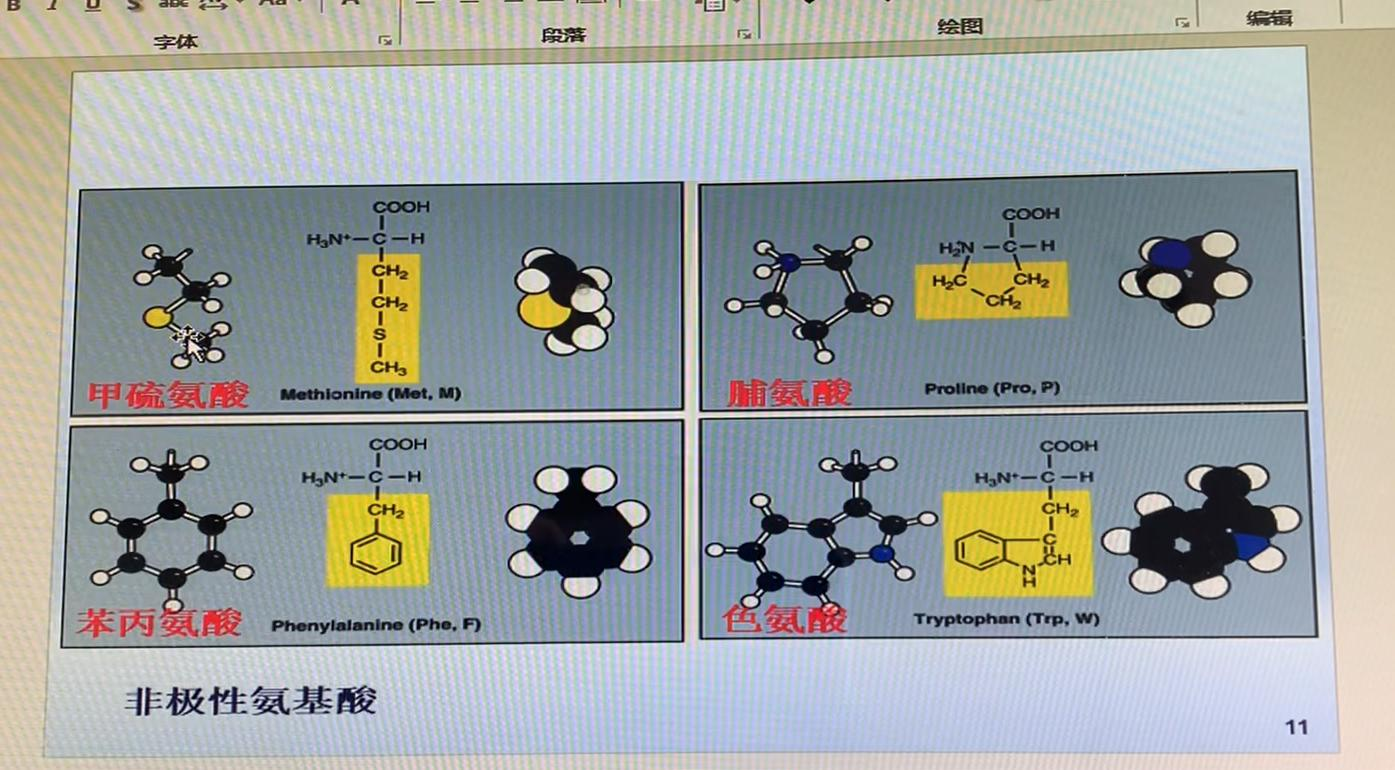 B I U S abc Aa A
字体
段落
绘图
编辑
COOH
H₃N⁺—C—H
CH₂
CH₂
S
CH₃
甲硫氨酸
Methionine (Met, M)
COOH
H₂N—C—H
H₂C CH₂
CH₂
脯氨酸
Proline (Pro, P)
COOH
H₃N⁺—C—H
CH₂
苯丙氨酸
Phenylalanine (Phe, F)
COOH
H₃N⁺—C—H
CH₂
C
CH
N
H
色氨酸
Tryptophan (Trp, W)
非极性氨基酸
11